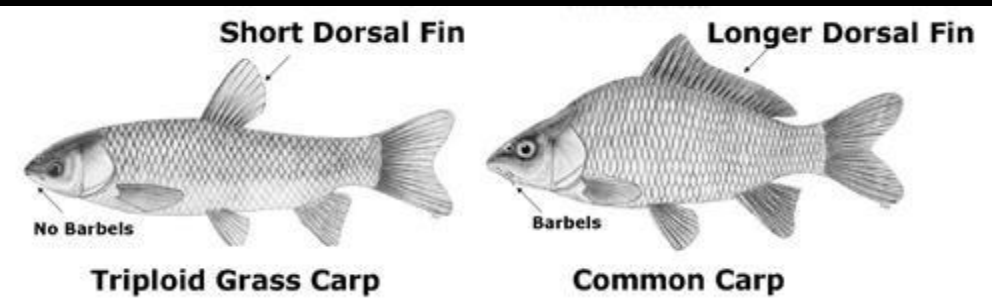 Short Dorsal Fin
Longer Dorsal Fin
No Barbels
Barbels
Triploid Grass Carp
Common Carp